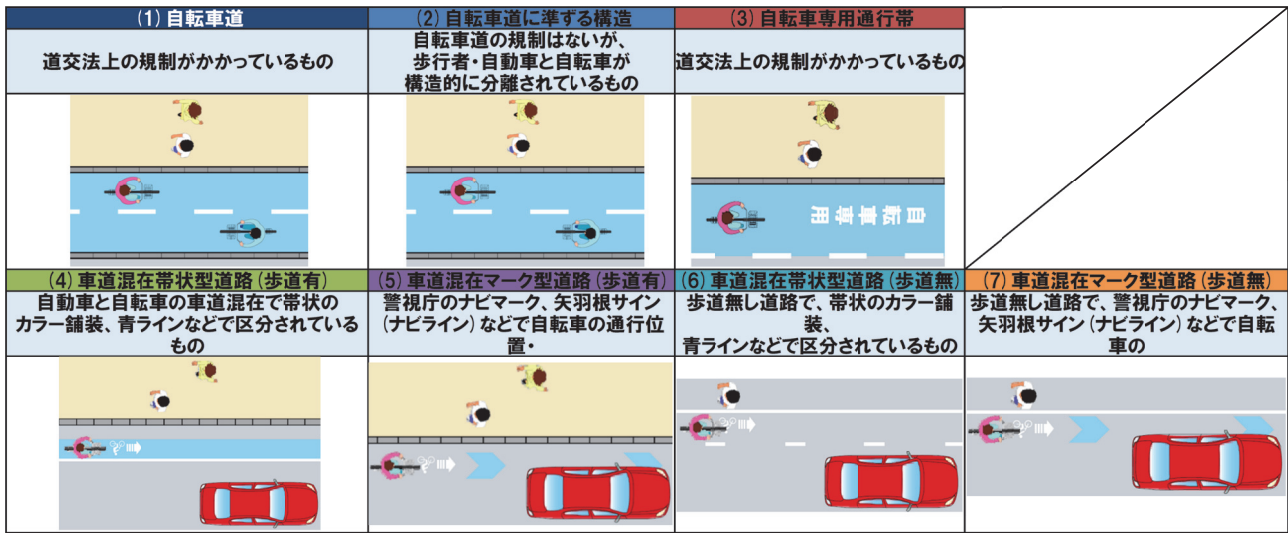 (1) 自転車道
道交法上の規制がかかっているもの
(2) 自転車道に準ずる構造
自転車道の規制はないが、
歩行者・自動車と自転車が
構造的に分離されているもの
(3) 自転車専用通行帯
道交法上の規制がかかっているもの
自転車専用
(4) 車道混在帯状型道路 (歩道有)
自動車と自転車の車道混在で帯状の
カラー舗装、青ラインなどで区分されている
もの
(5) 車道混在マーク型道路 (歩道有)
警視庁のナビマーク、矢羽根サイン
(ナビライン) などで自転車の通行位
置・
(6) 車道混在帯状型道路 (歩道無)
歩道無し道路で、帯状のカラー舗
装、
青ラインなどで区分されているもの
(7) 車道混在マーク型道路 (歩道無)
歩道無し道路で、警視庁のナビマーク、
矢羽根サイン (ナビライン) などで自転
車の